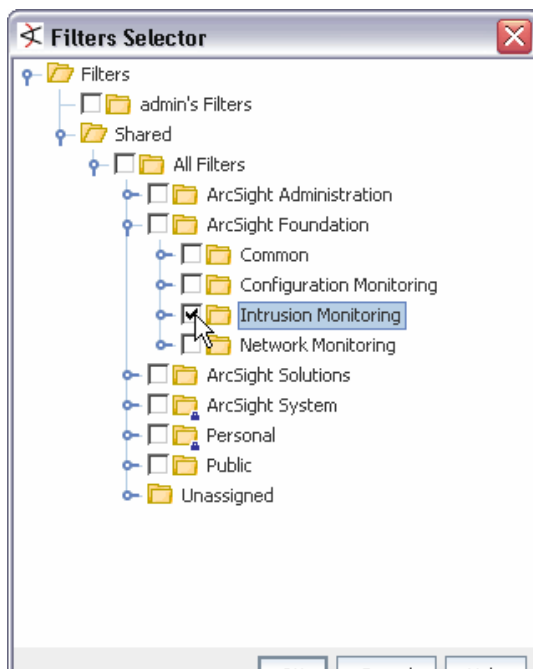 Filters Selector
Filters
admin's Filters
Shared
All Filters
ArcSight Administration
ArcSight Foundation
Common
Configuration Monitoring
Intrusion Monitoring
Network Monitoring
ArcSight Solutions
ArcSight System
Personal
Public
Unassigned